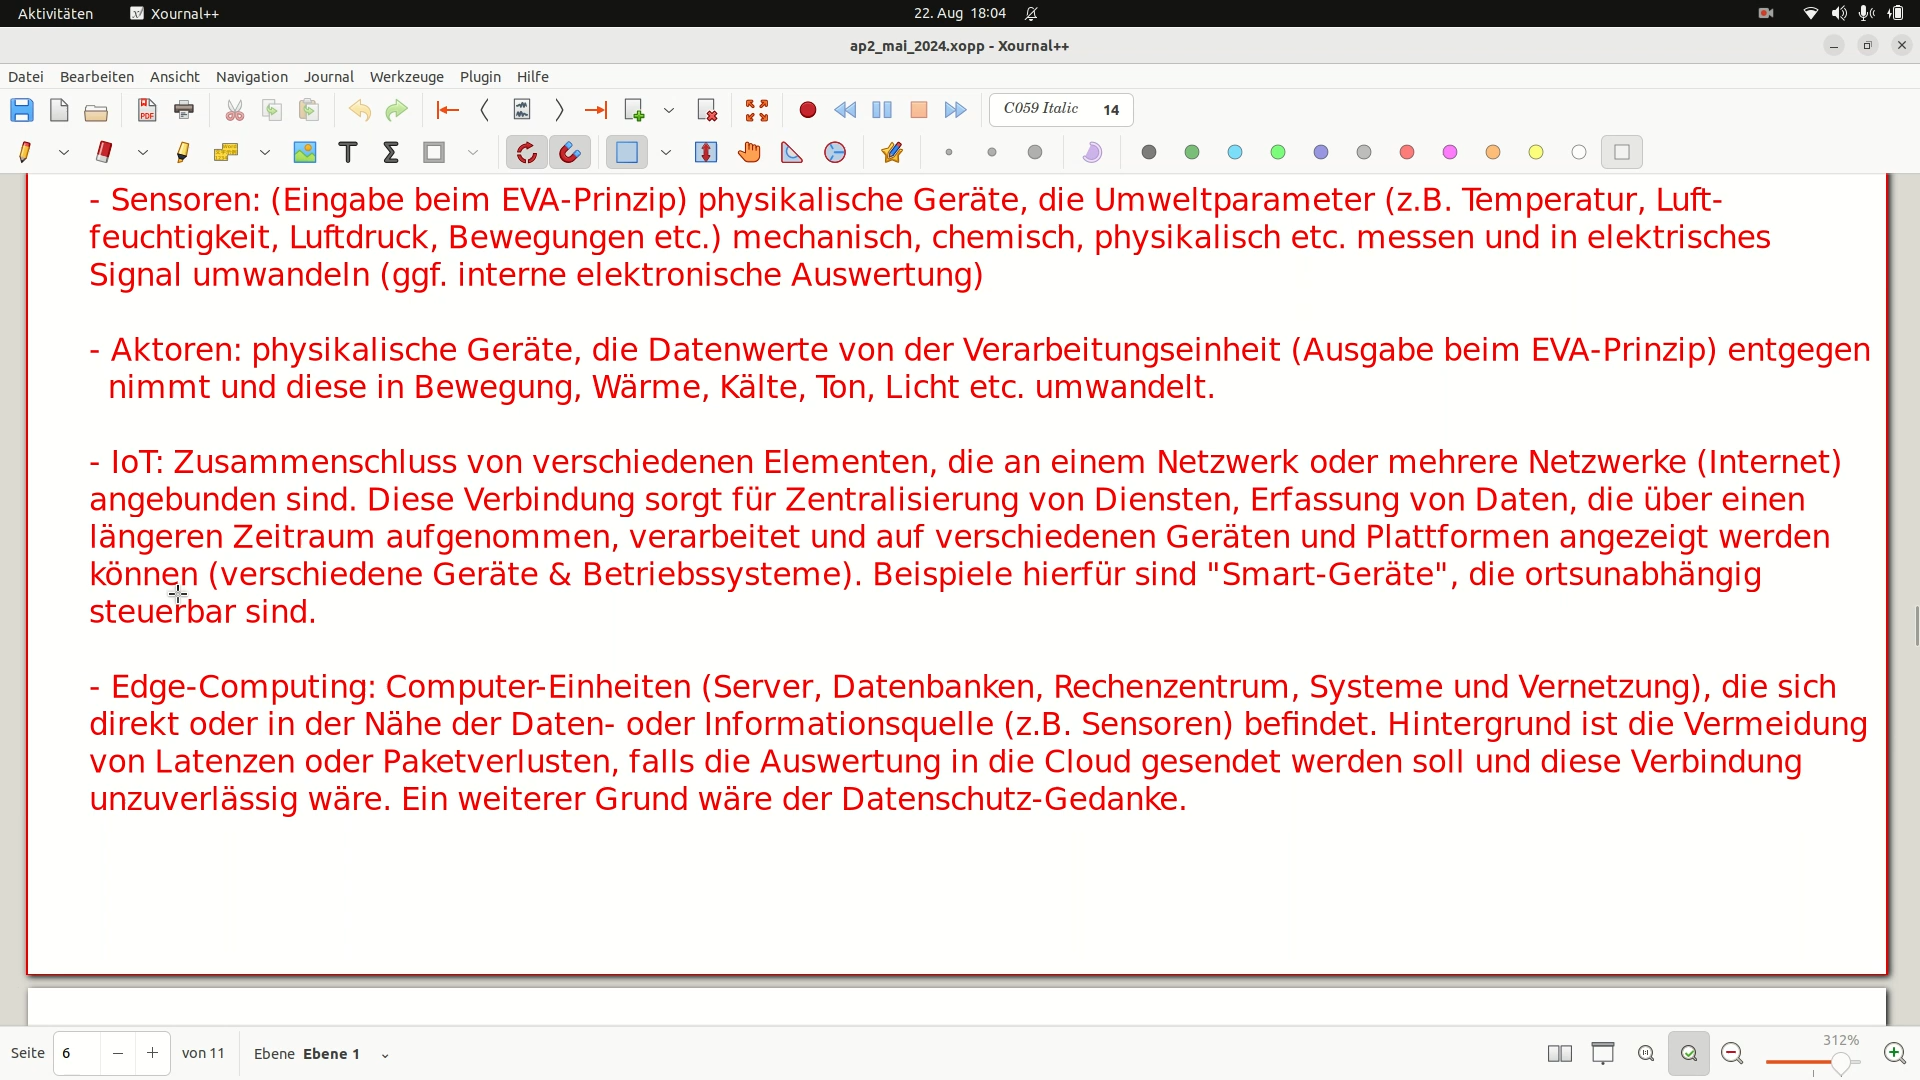 Aktivitäten Xournal++ 22. Aug 18:04
ap2_mai_2024.xopp - Xournal++
Datei Bearbeiten Ansicht Navigation Journal Werkzeuge Plugin Hilfe
PDF C059 Italic 14
- Sensoren: (Eingabe beim EVA-Prinzip) physikalische Geräte, die Umweltparameter (z.B. Temperatur, Luft-
feuchtigkeit, Luftdruck, Bewegungen etc.) mechanisch, chemisch, physikalisch etc. messen und in elektrisches
Signal umwandeln (ggf. interne elektronische Auswertung)
- Aktoren: physikalische Geräte, die Datenwerte von der Verarbeitungseinheit (Ausgabe beim EVA-Prinzip) entgegen
nimmt und diese in Bewegung, Wärme, Kälte, Ton, Licht etc. umwandelt.
- IoT: Zusammenschluss von verschiedenen Elementen, die an einem Netzwerk oder mehrere Netzwerke (Internet)
angebunden sind. Diese Verbindung sorgt für Zentralisierung von Diensten, Erfassung von Daten, die über einen
längeren Zeitraum aufgenommen, verarbeitet und auf verschiedenen Geräten und Plattformen angezeigt werden
können (verschiedene Geräte & Betriebssysteme). Beispiele hierfür sind "Smart-Geräte", die ortsunabhängig
steuerbar sind.
- Edge-Computing: Computer-Einheiten (Server, Datenbanken, Rechenzentrum, Systeme und Vernetzung), die sich
direkt oder in der Nähe der Daten- oder Informationsquelle (z.B. Sensoren) befindet. Hintergrund ist die Vermeidung
von Latenzen oder Paketverlusten, falls die Auswertung in die Cloud gesendet werden soll und diese Verbindung
unzuverlässig wäre. Ein weiterer Grund wäre der Datenschutz-Gedanke.
Seite 6 von 11 Ebene Ebene 1 312%